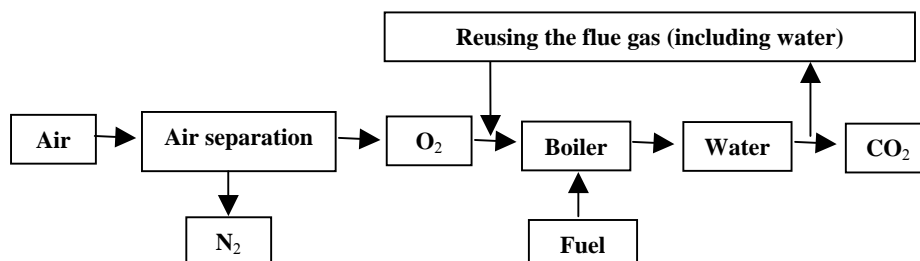 Reusing the flue gas (including water)
Air
Air separation
O₂
Boiler
Water
CO₂
N₂
Fuel